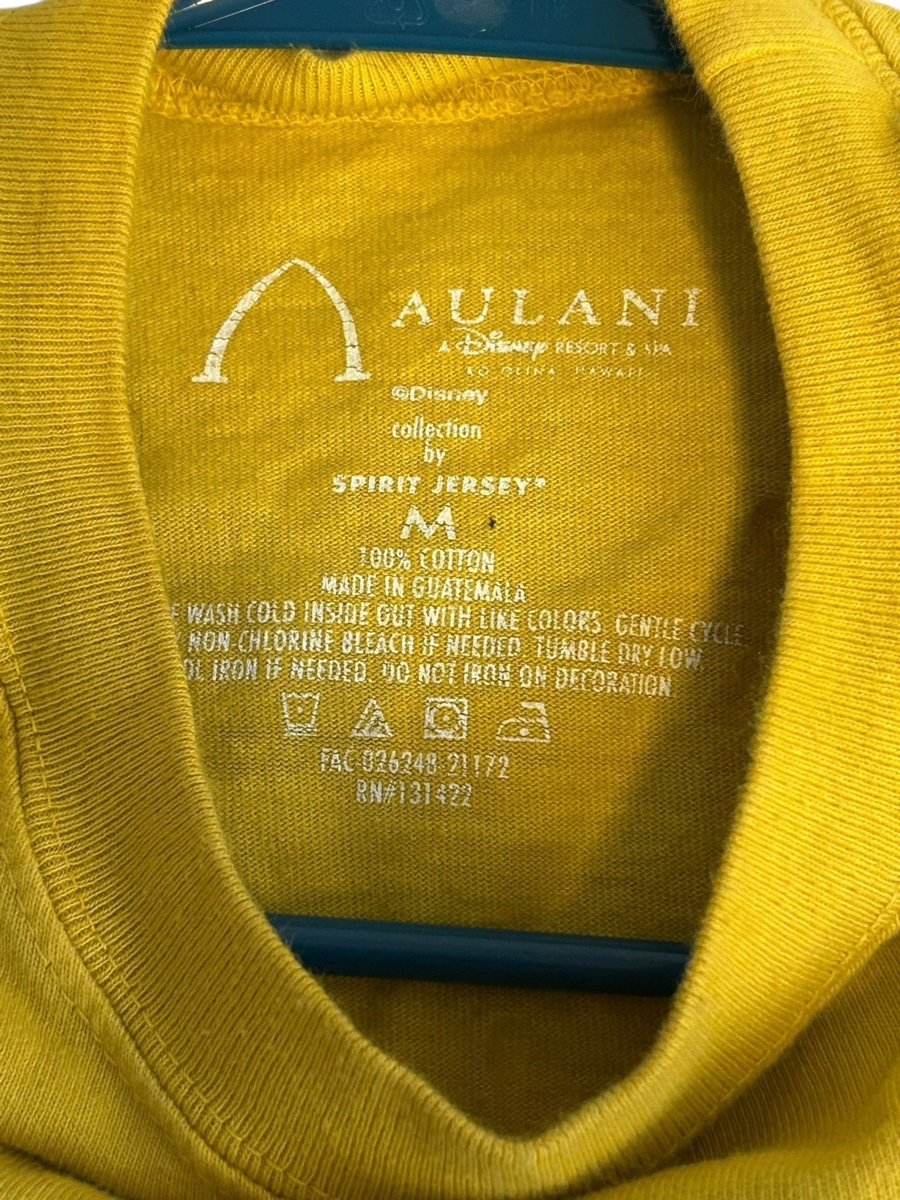 AULANI
A Disney RESORT & SPA
KO OLINA, HAWAI'I
©Disney
collection
by
SPIRIT JERSEY®
M
100% COTTON
MADE IN GUATEMALA
WASH COLD INSIDE OUT WITH LIKE COLORS. GENTLE CYCLE.
NON-CHLORINE BLEACH IF NEEDED. TUMBLE DRY LOW.
OL IRON IF NEEDED. DO NOT IRON ON DECORATION
FAC-026248-21172
RN#131422